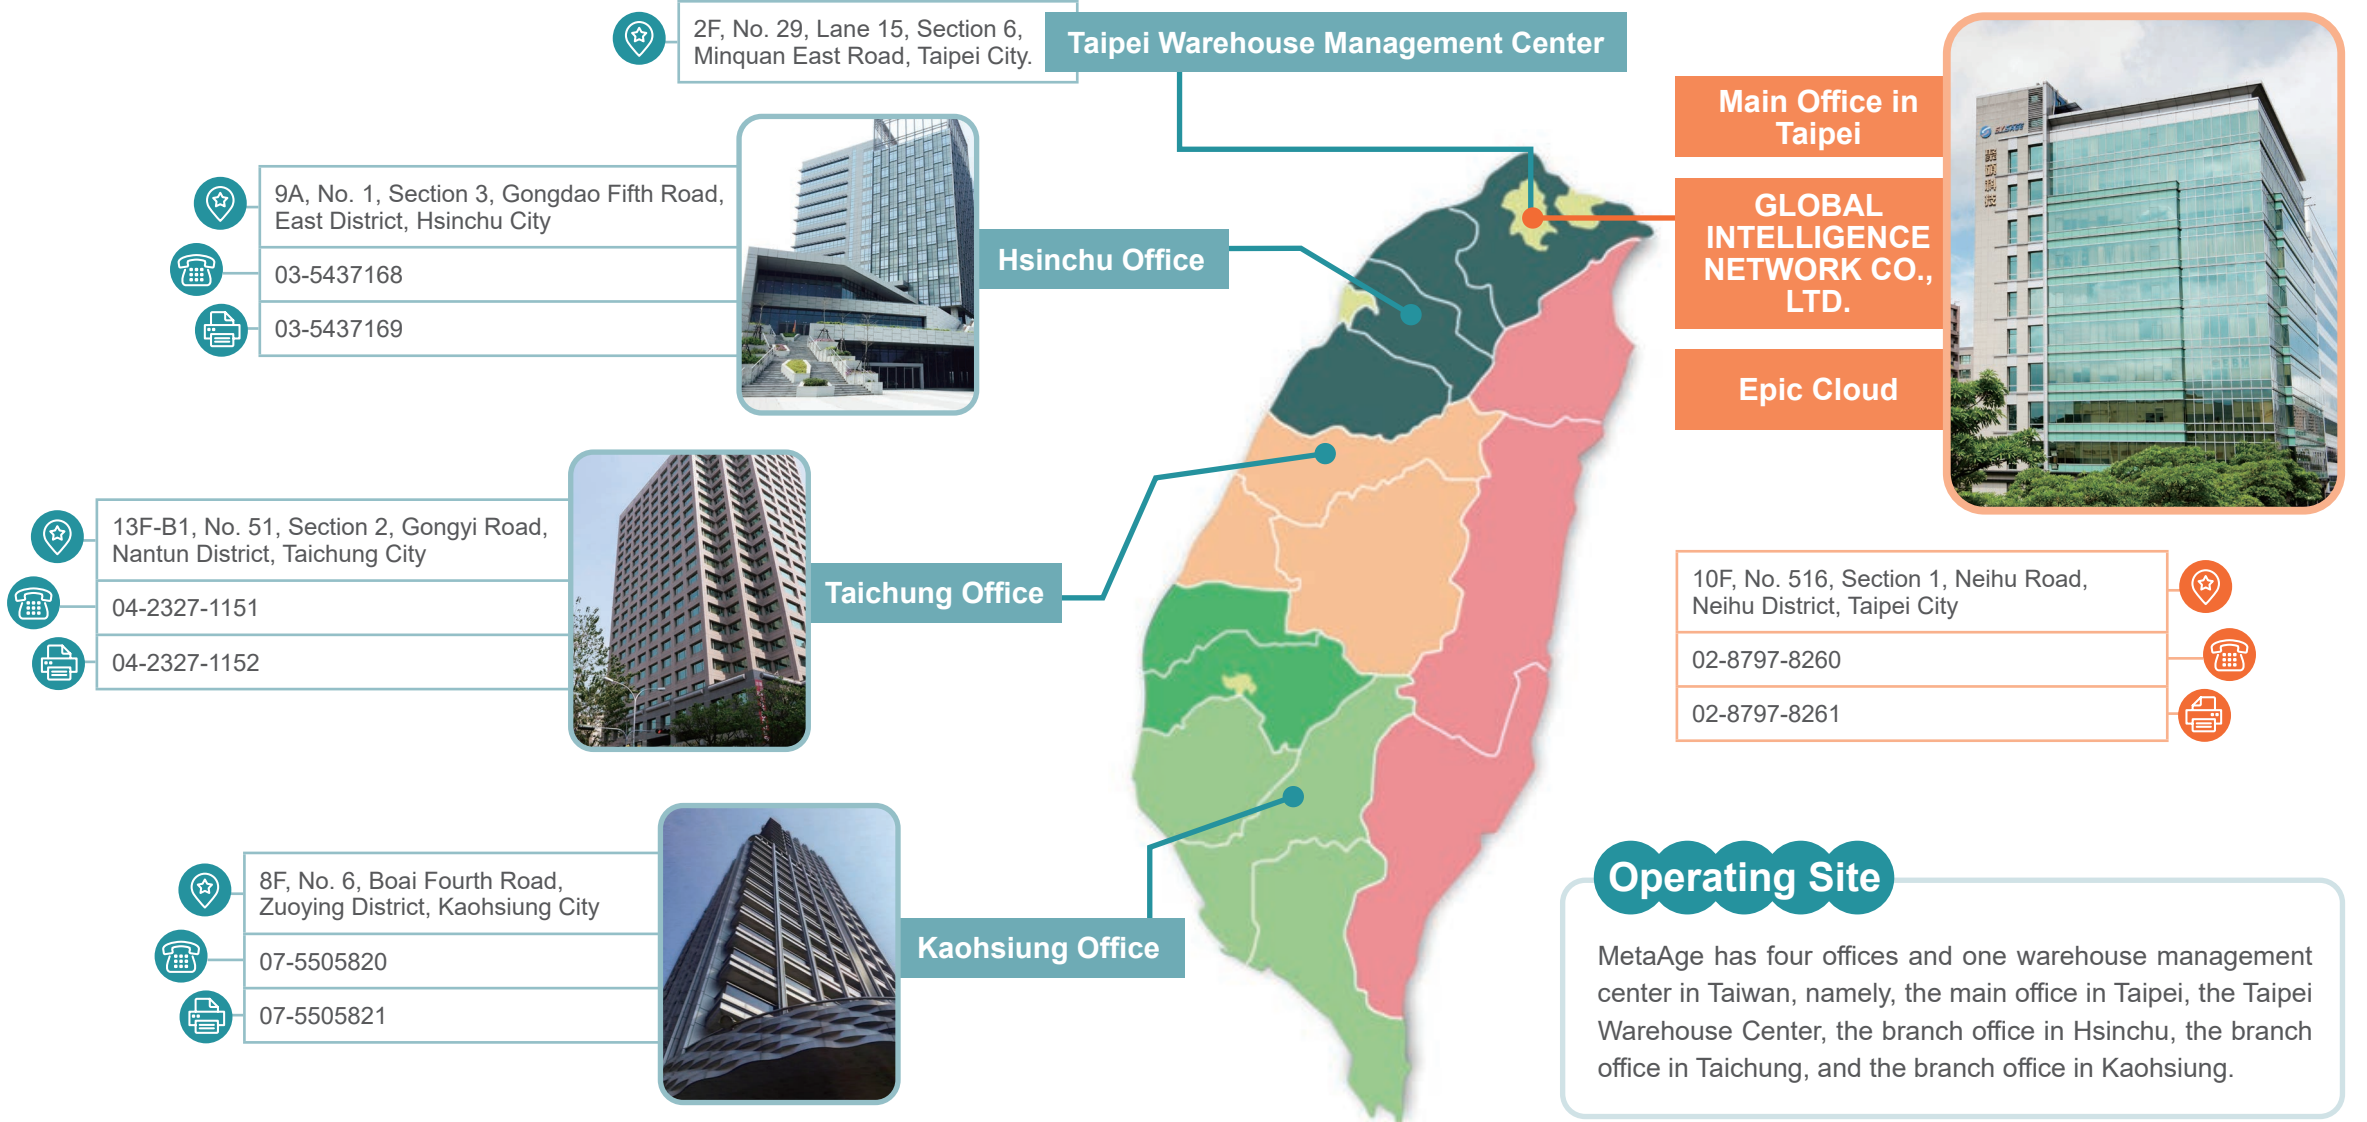 2F, No. 29, Lane 15, Section 6,
Minquan East Road, Taipei City.
Taipei Warehouse Management Center
Main Office in
Taipei
GLOBAL
INTELLIGENCE
NETWORK CO.,
LTD.
Epic Cloud
9A, No. 1, Section 3, Gongdao Fifth Road,
East District, Hsinchu City
03-5437168
03-5437169
Hsinchu Office
13F-B1, No. 51, Section 2, Gongyi Road,
Nantun District, Taichung City
04-2327-1151
04-2327-1152
Taichung Office
10F, No. 516, Section 1, Neihu Road,
Neihu District, Taipei City
02-8797-8260
02-8797-8261
8F, No. 6, Boai Fourth Road,
Zuoying District, Kaohsiung City
07-5505820
07-5505821
Kaohsiung Office
Operating Site
MetaAge has four offices and one warehouse management
center in Taiwan, namely, the main office in Taipei, the Taipei
Warehouse Center, the branch office in Hsinchu, the branch
office in Taichung, and the branch office in Kaohsiung.